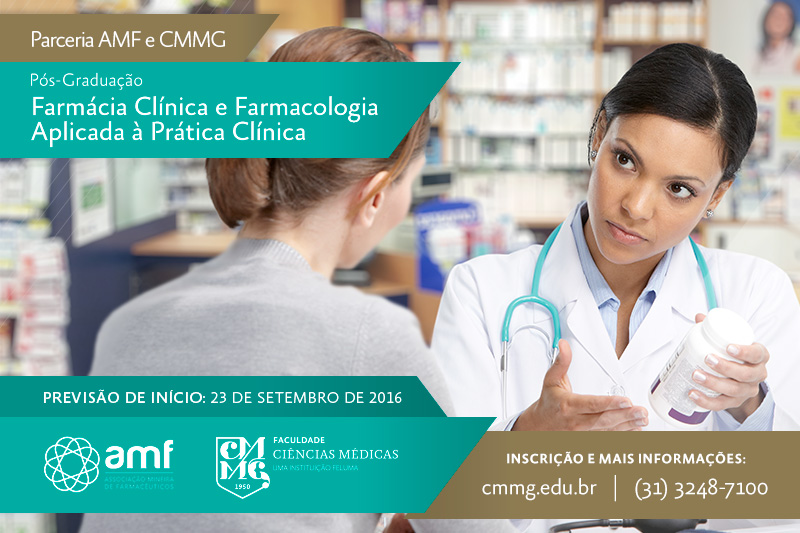 Parceria AMF e CMMG
Pós-Graduação
Farmácia Clínica e Farmacologia
Aplicada à Prática Clínica
PREVISÃO DE INÍCIO: 23 DE SETEMBRO DE 2016
amf
ASSOCIAÇÃO MINEIRA
DE FARMACÊUTICOS
CM
MG
1950
FACULDADE
CIÊNCIAS MÉDICAS
UMA INSTITUIÇÃO FELUMA
INSCRIÇÃO E MAIS INFORMAÇÕES:
cmmg.edu.br | (31) 3248-7100